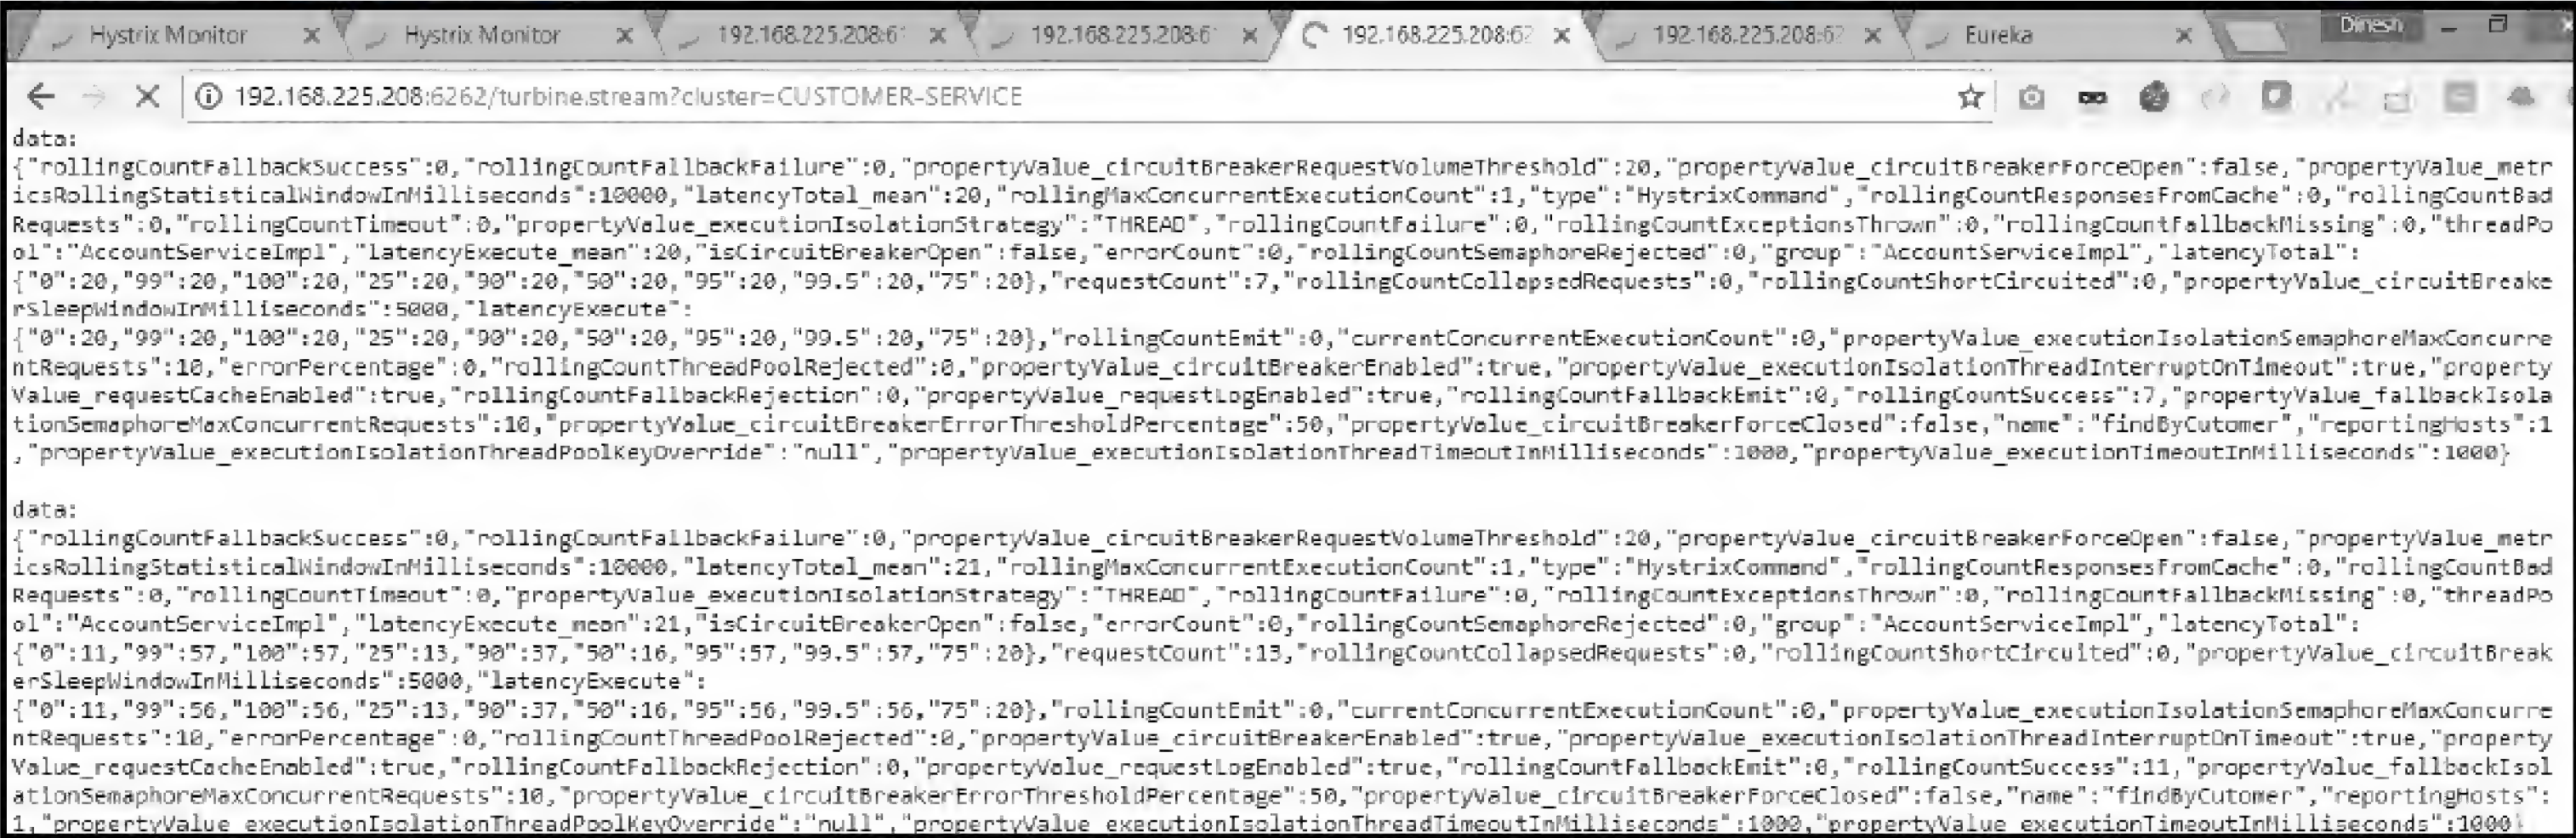 Hystrix Monitor
Hystrix Monitor
192.168.225.208:6
192.168.225.208:6
192.168.225.208:62
192.168.225.208:62
Eureka
Dinesh
192.168.225.208:6262/turbine.stream?cluster=CUSTOMER-SERVICE
data:
{"rollingCountFallbackSuccess":0,"rollingCountFallbackFailure":0,"propertyValue_circuitBreakerRequestVolumeThreshold":20,"propertyValue_circuitBreakerForceOpen":false,"propertyValue_metr
icsRollingStatisticalWindowInMilliseconds":10000,"latencyTotal_mean":20,"rollingMaxConcurrentExecutionCount":1,"type":"HystrixCommand","rollingCountResponsesFromCache":0,"rollingCountBad
Requests":0,"rollingCountTimeout":0,"propertyValue_executionIsolationStrategy":"THREAD","rollingCountFailure":0,"rollingCountExceptionsThrown":0,"rollingCountFallbackMissing":0,"threadPo
ol":"AccountServiceImpl","latencyExecute_mean":20,"isCircuitBreakerOpen":false,"errorCount":0,"rollingCountSemaphoreRejected":0,"group":"AccountServiceImpl","latencyTotal":
{"0":20,"99":20,"100":20,"25":20,"90":20,"50":20,"95":20,"99.5":20,"75":20},"requestCount":7,"rollingCountCollapsedRequests":0,"rollingCountShortCircuited":0,"propertyValue_circuitBreake
rSleepWindowInMilliseconds":5000,"latencyExecute":
{"0":20,"99":20,"100":20,"25":20,"90":20,"50":20,"95":20,"99.5":20,"75":20},"rollingCountEmit":0,"currentConcurrentExecutionCount":0,"propertyValue_executionIsolationSemaphoreMaxConcurre
ntRequests":10,"errorPercentage":0,"rollingCountThreadPoolRejected":0,"propertyValue_circuitBreakerEnabled":true,"propertyValue_executionIsolationThreadInterruptOnTimeout":true,"property
Value_requestCacheEnabled":true,"rollingCountFallbackRejection":0,"propertyValue_requestLogEnabled":true,"rollingCountFallbackEmit":0,"rollingCountSuccess":7,"propertyValue_fallbackIsola
tionSemaphoreMaxConcurrentRequests":10,"propertyValue_circuitBreakerErrorThresholdPercentage":50,"propertyValue_circuitBreakerForceClosed":false,"name":"findByCutomer","reportingHosts":1
,"propertyValue_executionIsolationThreadPoolKeyOverride":"null","propertyValue_executionIsolationThreadTimeoutInMilliseconds":1000,"propertyValue_executionTimeoutInMilliseconds":1000}
data:
{"rollingCountFallbackSuccess":0,"rollingCountFallbackFailure":0,"propertyValue_circuitBreakerRequestVolumeThreshold":20,"propertyValue_circuitBreakerForceOpen":false,"propertyValue_metr
icsRollingStatisticalWindowInMilliseconds":10000,"latencyTotal_mean":21,"rollingMaxConcurrentExecutionCount":1,"type":"HystrixCommand","rollingCountResponsesFromCache":0,"rollingCountBad
Requests":0,"rollingCountTimeout":0,"propertyValue_executionIsolationStrategy":"THREAD","rollingCountFailure":0,"rollingCountExceptionsThrown":0,"rollingCountFallbackMissing":0,"threadPo
ol":"AccountServiceImpl","latencyExecute_mean":21,"isCircuitBreakerOpen":false,"errorCount":0,"rollingCountSemaphoreRejected":0,"group":"AccountServiceImpl","latencyTotal":
{"0":11,"99":57,"100":57,"25":13,"90":37,"50":16,"95":57,"99.5":57,"75":20},"requestCount":13,"rollingCountCollapsedRequests":0,"rollingCountShortCircuited":0,"propertyValue_circuitBreak
erSleepWindowInMilliseconds":5000,"latencyExecute":
{"0":11,"99":56,"100":56,"25":13,"90":37,"50":16,"95":56,"99.5":56,"75":20},"rollingCountEmit":0,"currentConcurrentExecutionCount":0,"propertyValue_executionIsolationSemaphoreMaxConcurre
ntRequests":10,"errorPercentage":0,"rollingCountThreadPoolRejected":0,"propertyValue_circuitBreakerEnabled":true,"propertyValue_executionIsolationThreadInterruptOnTimeout":true,"property
Value_requestCacheEnabled":true,"rollingCountFallbackRejection":0,"propertyValue_requestLogEnabled":true,"rollingCountFallbackEmit":0,"rollingCountSuccess":11,"propertyValue_fallbackIsol
ationSemaphoreMaxConcurrentRequests":10,"propertyValue_circuitBreakerErrorThresholdPercentage":50,"propertyValue_circuitBreakerForceClosed":false,"name":"findByCutomer","reportingHosts":
1,"propertyValue_executionIsolationThreadPoolKeyOverride":"null","propertyValue_executionIsolationThreadTimeoutInMilliseconds":1000,"propertyValue_executionTimeoutInMilliseconds":1000}